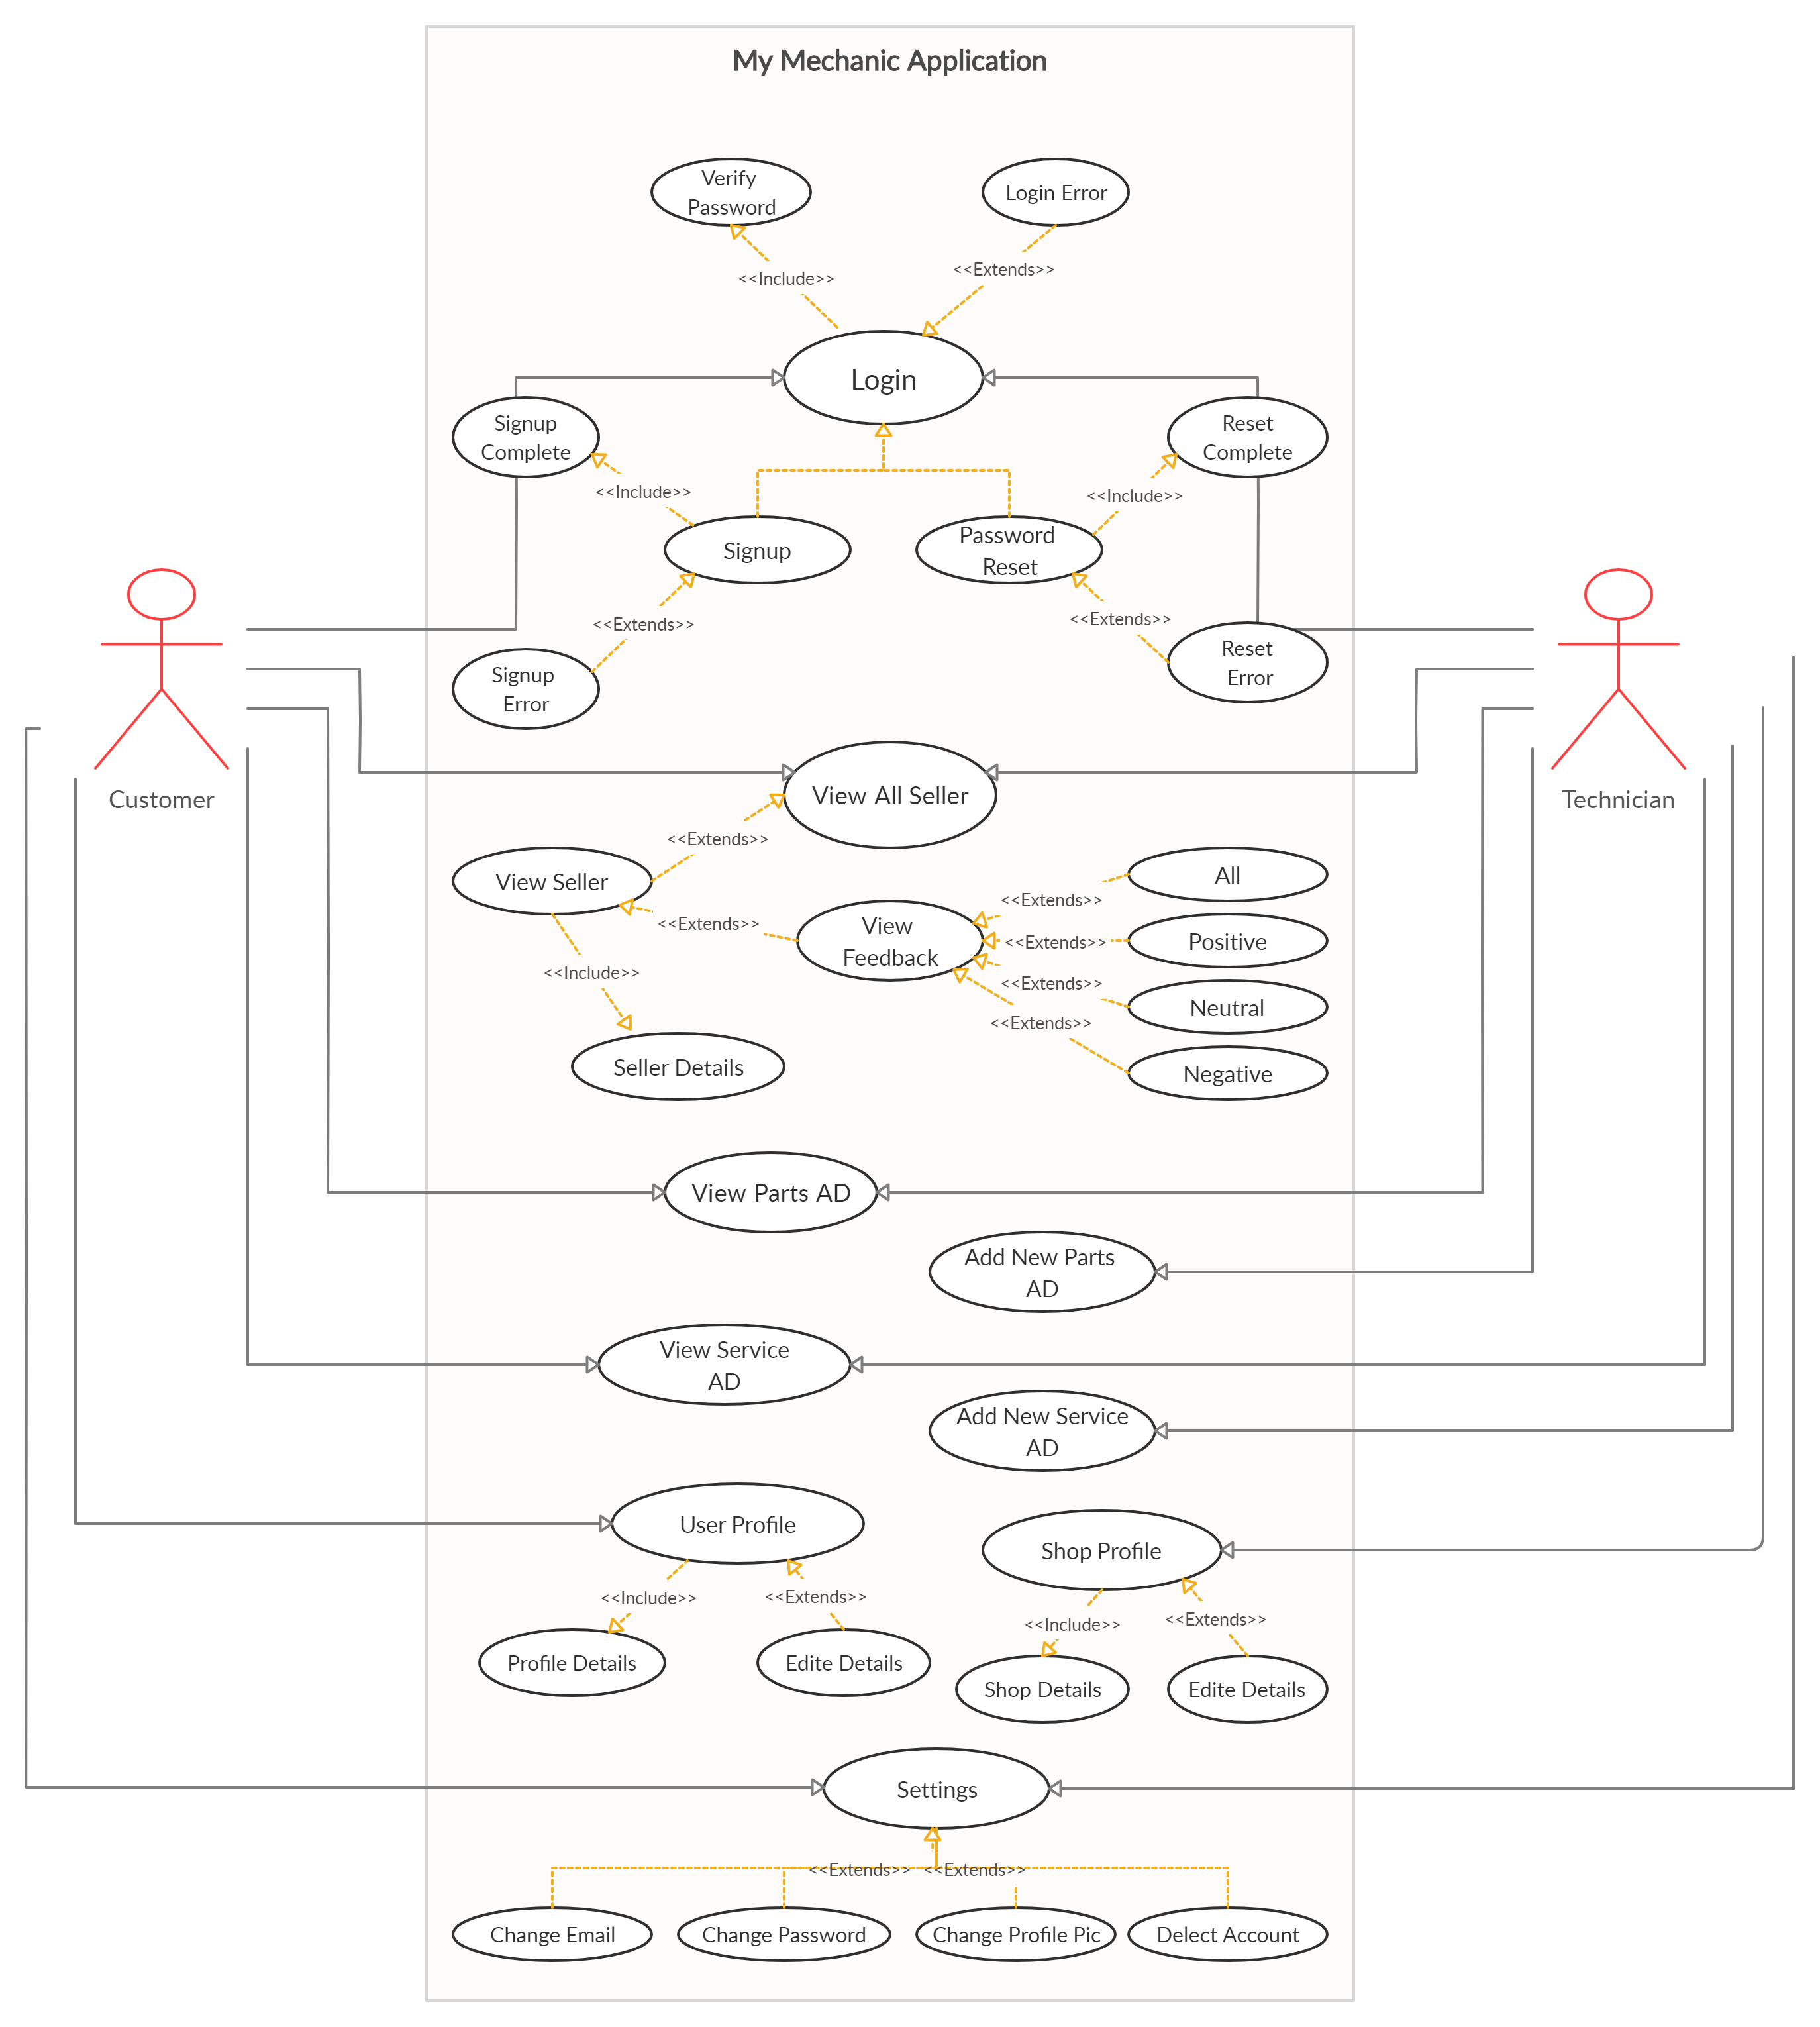 My Mechanic Application
Verify
Password
Login Error
<<Include>>
<<Extends>>
Login
Signup
Complete
Reset
Complete
<<Include>>
<<Include>>
Signup
Password
Reset
<<Extends>>
<<Extends>>
Signup
Error
Reset
Error
Customer
Technician
View All Seller
<<Extends>>
View Seller
All
<<Extends>>
<<Extends>>
View
Feedback
<<Extends>>
Positive
<<Include>>
<<Extends>>
Neutral
<<Extends>>
Seller Details
Negative
View Parts AD
Add New Parts
AD
View Service
AD
Add New Service
AD
User Profile
Shop Profile
<<Include>>
<<Extends>>
<<Include>>
<<Extends>>
Profile Details
Edite Details
Shop Details
Edite Details
Settings
<<Extends>>
<<Extends>>
Change Email
Change Password
Change Profile Pic
Delect Account